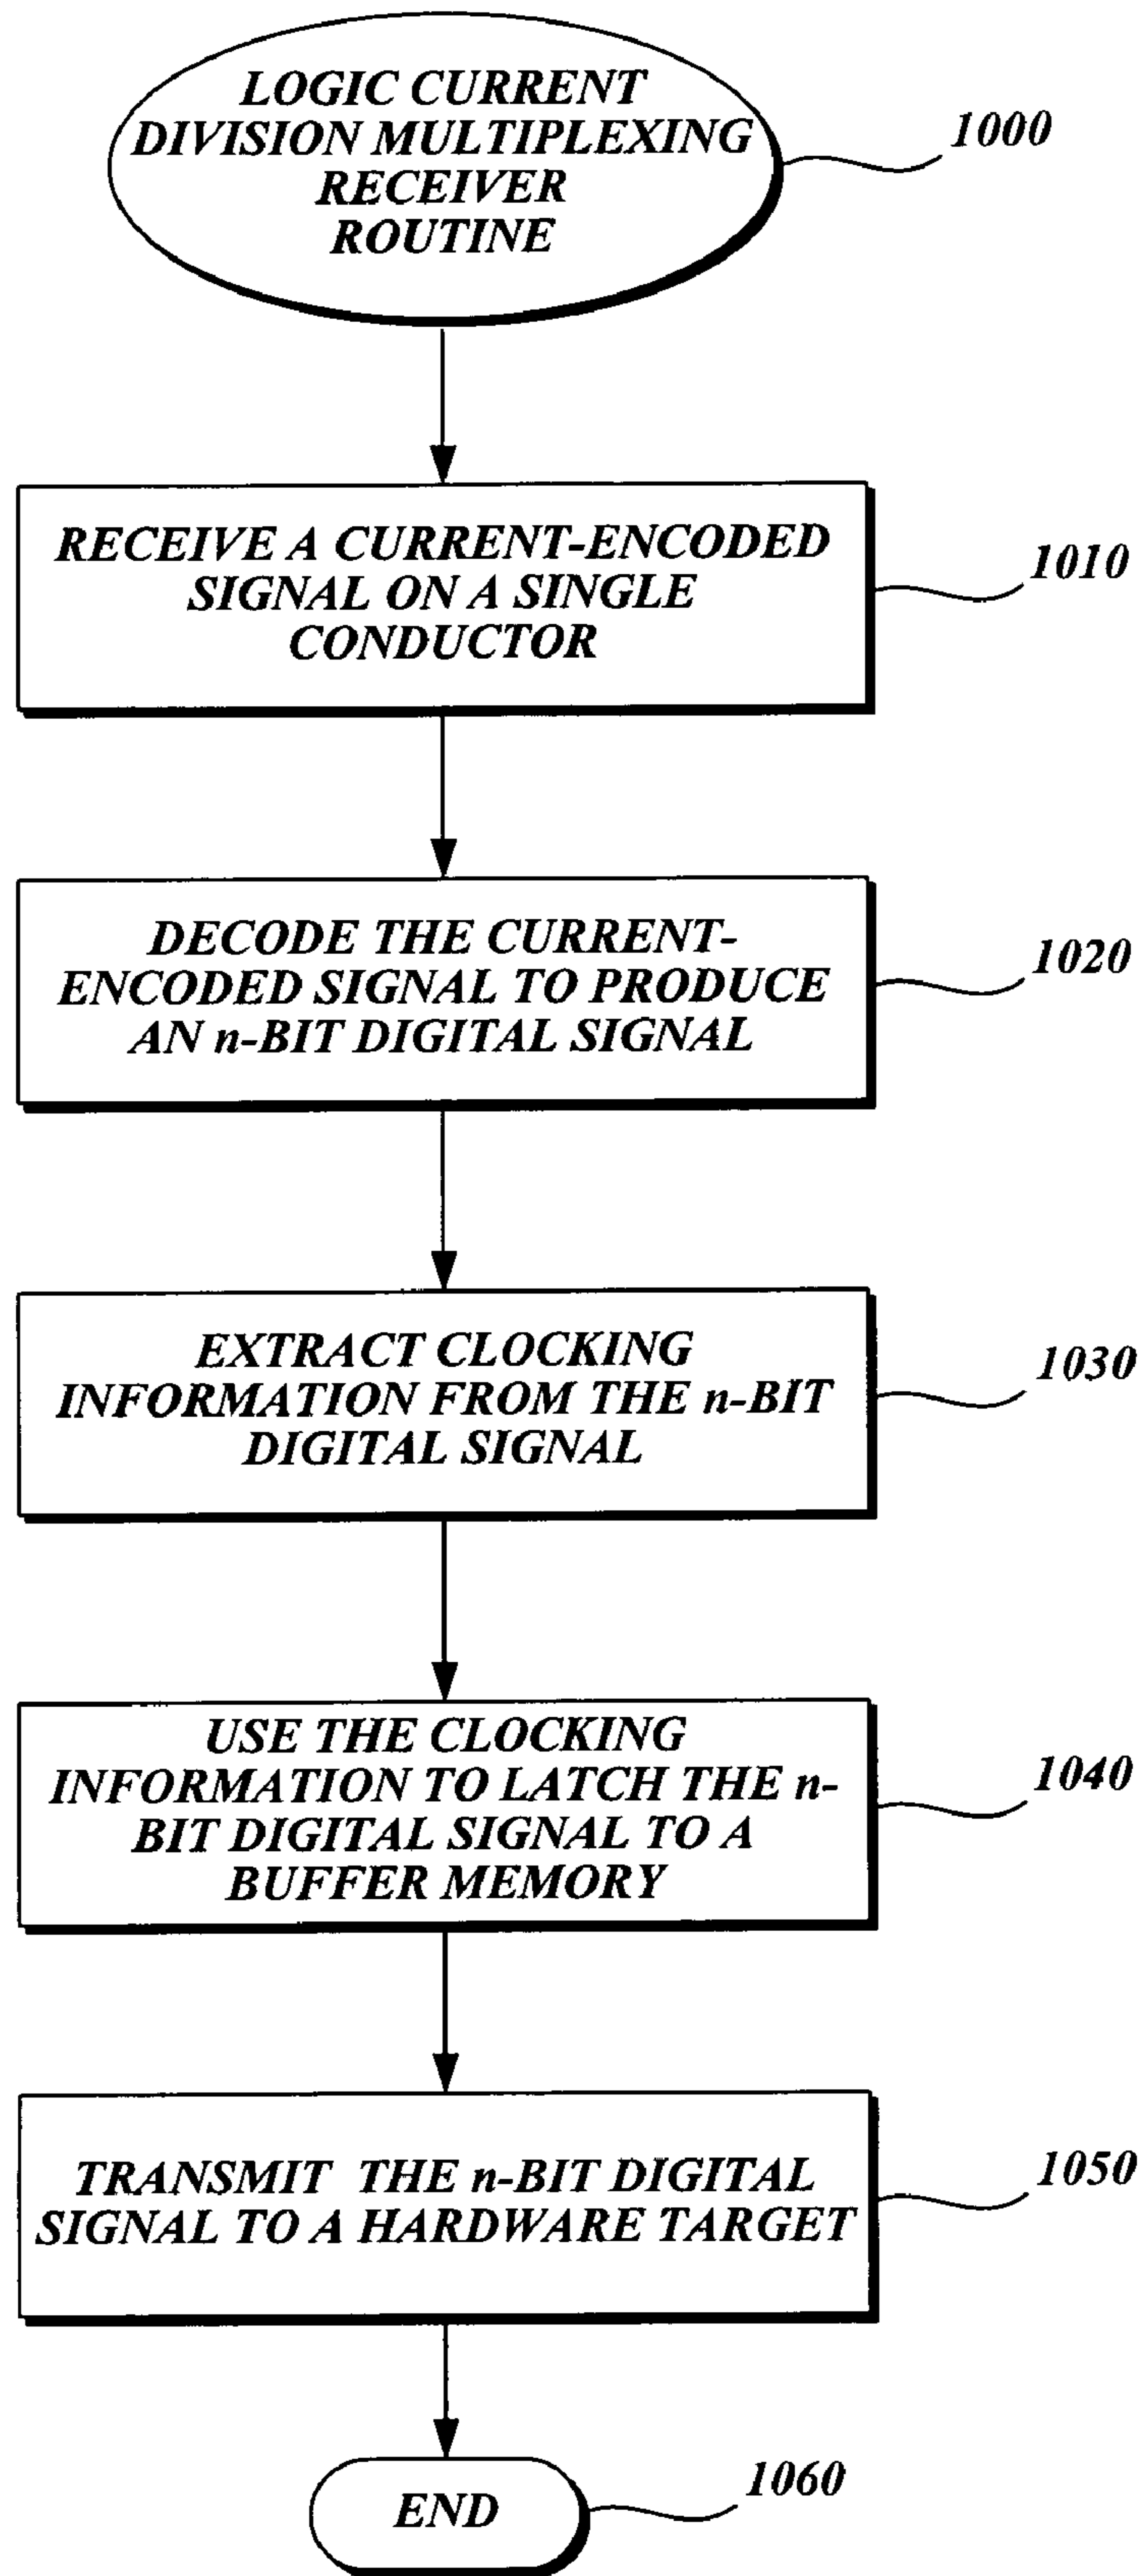 LOGIC CURRENT
DIVISION MULTIPLEXING
RECEIVER
ROUTINE
1000
RECEIVE A CURRENT-ENCODED
SIGNAL ON A SINGLE
CONDUCTOR
1010
DECODE THE CURRENT-
ENCODED SIGNAL TO PRODUCE
AN n-BIT DIGITAL SIGNAL
1020
EXTRACT CLOCKING
INFORMATION FROM THE n-BIT
DIGITAL SIGNAL
1030
USE THE CLOCKING
INFORMATION TO LATCH THE n-
BIT DIGITAL SIGNAL TO A
BUFFER MEMORY
1040
TRANSMIT THE n-BIT DIGITAL
SIGNAL TO A HARDWARE TARGET
1050
END
1060